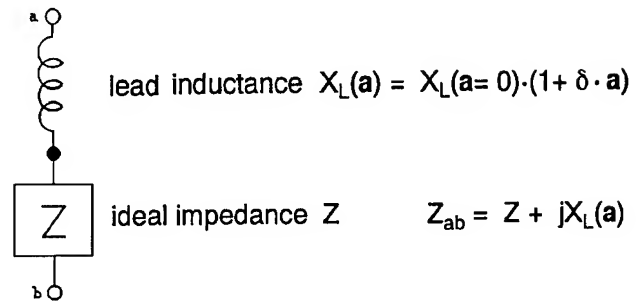 a
lead inductance X_L(a) = X_L(a= 0)·(1+ δ · a)
Z
ideal impedance Z Z_ab = Z + jX_L(a)
b